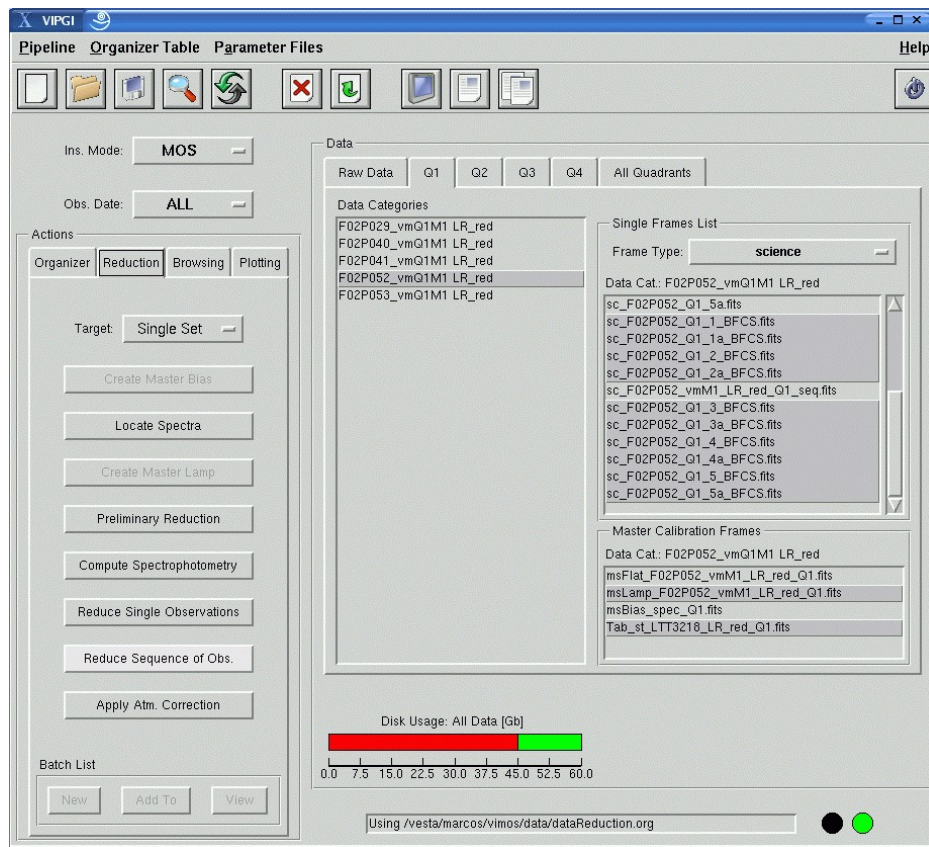 X VIPGI
Pipeline Organizer Table Parameter Files Help
Ins. Mode: MOS
Obs. Date: ALL
Actions
Organizer Reduction Browsing Plotting
Target: Single Set
Create Master Bias
Locate Spectra
Create Master Lamp
Preliminary Reduction
Compute Spectrophotometry
Reduce Single Observations
Reduce Sequence of Obs.
Apply Atm. Correction
Batch List
New Add To View
Data
Raw Data Q1 Q2 Q3 Q4 All Quadrants
Data Categories
F02P029_vmQ1M1 LR_red
F02P040_vmQ1M1 LR_red
F02P041_vmQ1M1 LR_red
F02P052_vmQ1M1 LR_red
F02P053_vmQ1M1 LR_red
Single Frames List
Frame Type: science
Data Cat.: F02P052_vmQ1M1 LR_red
sc_F02P052_Q1_5a.fits
sc_F02P052_Q1_1_BFCS.fits
sc_F02P052_Q1_1a_BFCS.fits
sc_F02P052_Q1_2_BFCS.fits
sc_F02P052_Q1_2a_BFCS.fits
sc_F02P052_vmM1_LR_red_Q1_seq.fits
sc_F02P052_Q1_3_BFCS.fits
sc_F02P052_Q1_3a_BFCS.fits
sc_F02P052_Q1_4_BFCS.fits
sc_F02P052_Q1_4a_BFCS.fits
sc_F02P052_Q1_5_BFCS.fits
sc_F02P052_Q1_5a_BFCS.fits
Master Calibration Frames
Data Cat.: F02P052_vmQ1M1 LR_red
msFlat_F02P052_vmM1_LR_red_Q1.fits
msLamp_F02P052_vmM1_LR_red_Q1.fits
msBias_spec_Q1.fits
Tab_st_LTT3218_LR_red_Q1.fits
Disk Usage: All Data [Gb]
0.0 7.5 15.0 22.5 30.0 37.5 45.0 52.5 60.0
Using /vesta/marcos/vimos/data/dataReduction.org